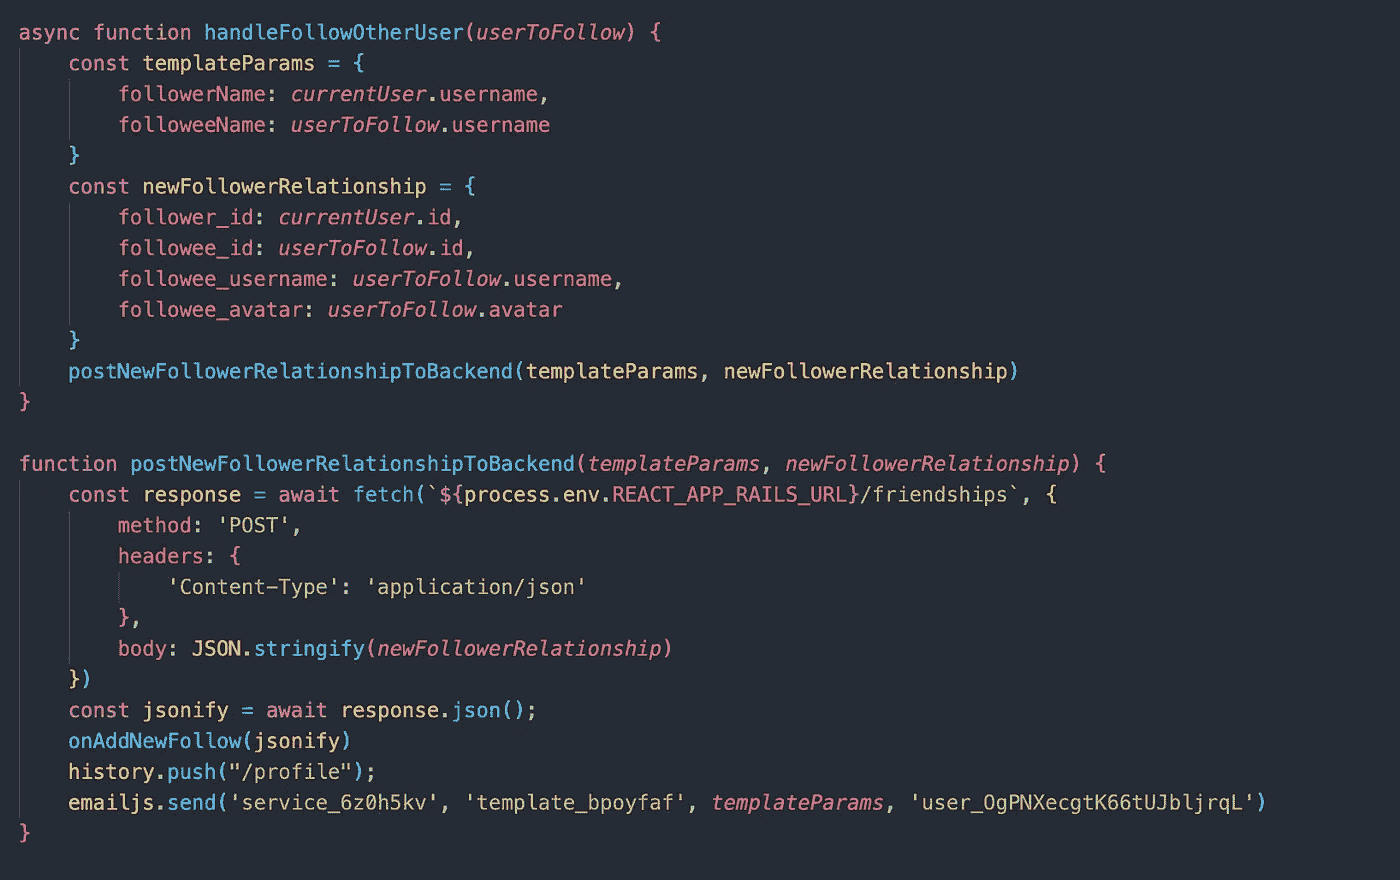 async function handleFollowOtherUser(userToFollow) {
    const templateParams = {
        followerName: currentUser.username,
        followeeName: userToFollow.username
    }
    const newFollowerRelationship = {
        follower_id: currentUser.id,
        followee_id: userToFollow.id,
        followee_username: userToFollow.username,
        followee_avatar: userToFollow.avatar
    }
    postNewFollowerRelationshipToBackend(templateParams, newFollowerRelationship)
}

function postNewFollowerRelationshipToBackend(templateParams, newFollowerRelationship) {
    const response = await fetch(`${process.env.REACT_APP_RAILS_URL}/friendships`, {
        method: 'POST',
        headers: {
            'Content-Type': 'application/json'
        },
        body: JSON.stringify(newFollowerRelationship)
    })
    const jsonify = await response.json();
    onAddNewFollow(jsonify)
    history.push("/profile");
    emailjs.send('service_6z0h5kv', 'template_bpoyfaf', templateParams, 'user_OgPNXecgtK66tUJbljrqL')
}